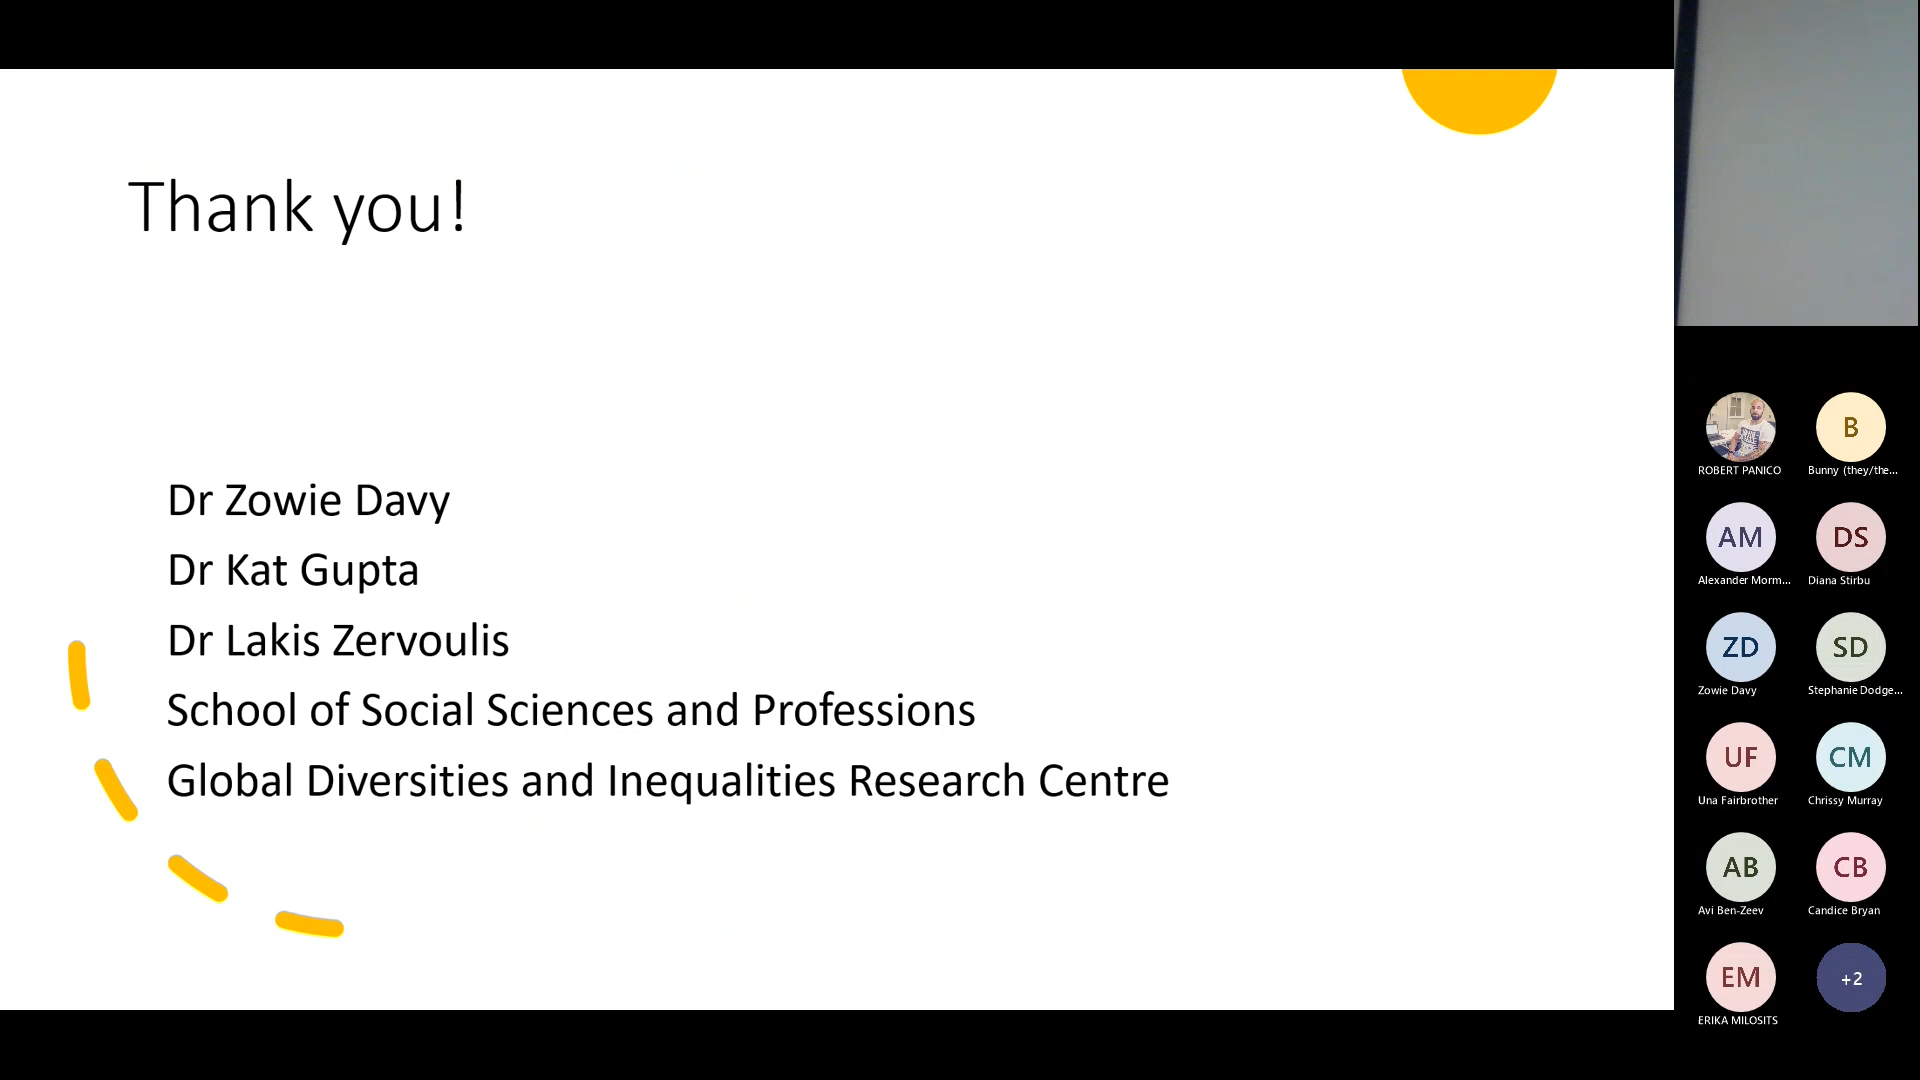 Thank you!
Dr Zowie Davy
Dr Kat Gupta
Dr Lakis Zervoulis
School of Social Sciences and Professions
Global Diversities and Inequalities Research Centre
ROBERT PANICO
B
Bunny (they/the...
AM
Alexander Morm...
DS
Diana Stirbu
ZD
Zowie Davy
SD
Stephanie Dodge...
UF
Una Fairbrother
CM
Chrissy Murray
AB
Avi Ben-Zeev
CB
Candice Bryan
EM
ERIKA MILOSITS
+2